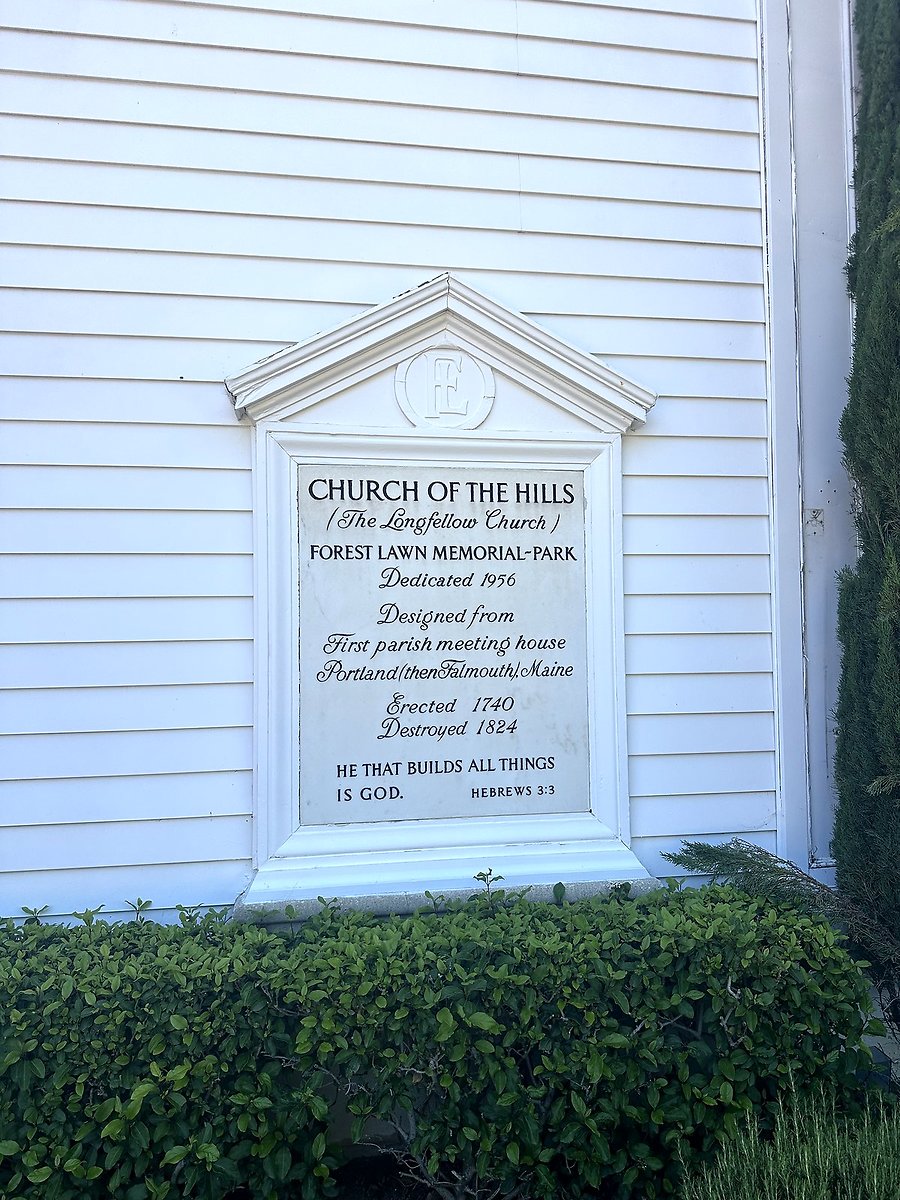 CHURCH OF THE HILLS
(The Longfellow Church)
FOREST LAWN MEMORIAL-PARK
Dedicated 1956
Designed from
First parish meeting house
Portland (then Falmouth), Maine
Erected 1740
Destroyed 1824
HE THAT BUILDS ALL THINGS
IS GOD. HEBREWS 3:3